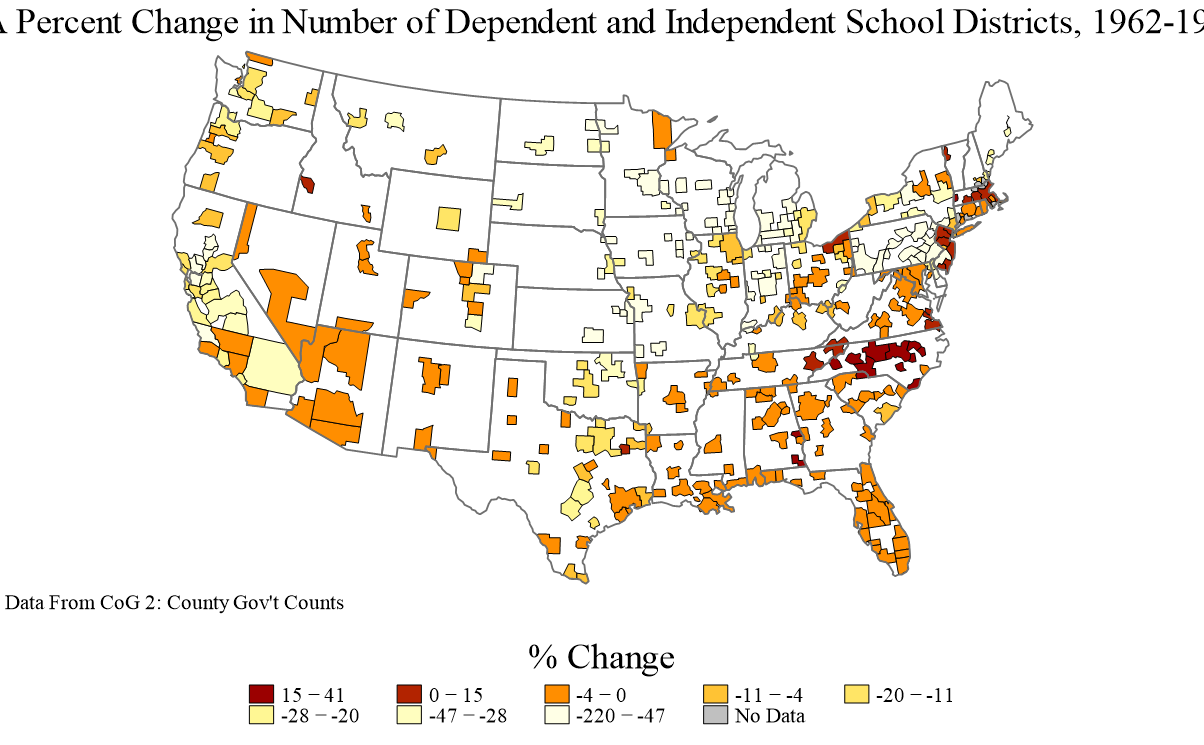 Percent Change in Number of Dependent and Independent School Districts, 1962-19
Data From CoG 2: County Gov't Counts
% Change
15 − 41 0 − 15 -4 − 0 -11 − -4 -20 − -11
-28 − -20 -47 − -28 -220 − -47 No Data